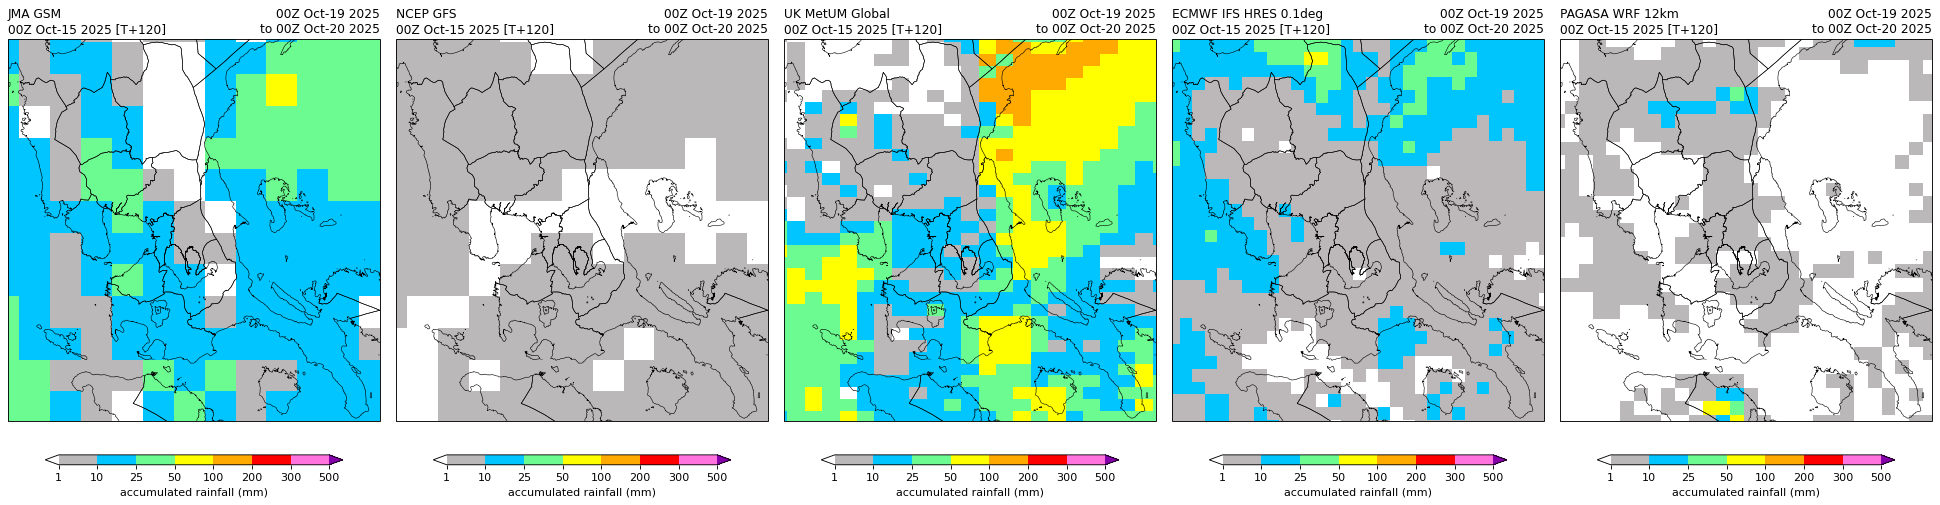 JMA GSM 00Z Oct-19 2025
00Z Oct-15 2025 [T+120] to 00Z Oct-20 2025
1 10 25 50 100 200 300 500
accumulated rainfall (mm)
NCEP GFS 00Z Oct-19 2025
00Z Oct-15 2025 [T+120] to 00Z Oct-20 2025
1 10 25 50 100 200 300 500
accumulated rainfall (mm)
UK MetUM Global 00Z Oct-19 2025
00Z Oct-15 2025 [T+120] to 00Z Oct-20 2025
1 10 25 50 100 200 300 500
accumulated rainfall (mm)
ECMWF IFS HRES 0.1deg 00Z Oct-19 2025
00Z Oct-15 2025 [T+120] to 00Z Oct-20 2025
1 10 25 50 100 200 300 500
accumulated rainfall (mm)
PAGASA WRF 12km 00Z Oct-19 2025
00Z Oct-15 2025 [T+120] to 00Z Oct-20 2025
1 10 25 50 100 200 300 500
accumulated rainfall (mm)